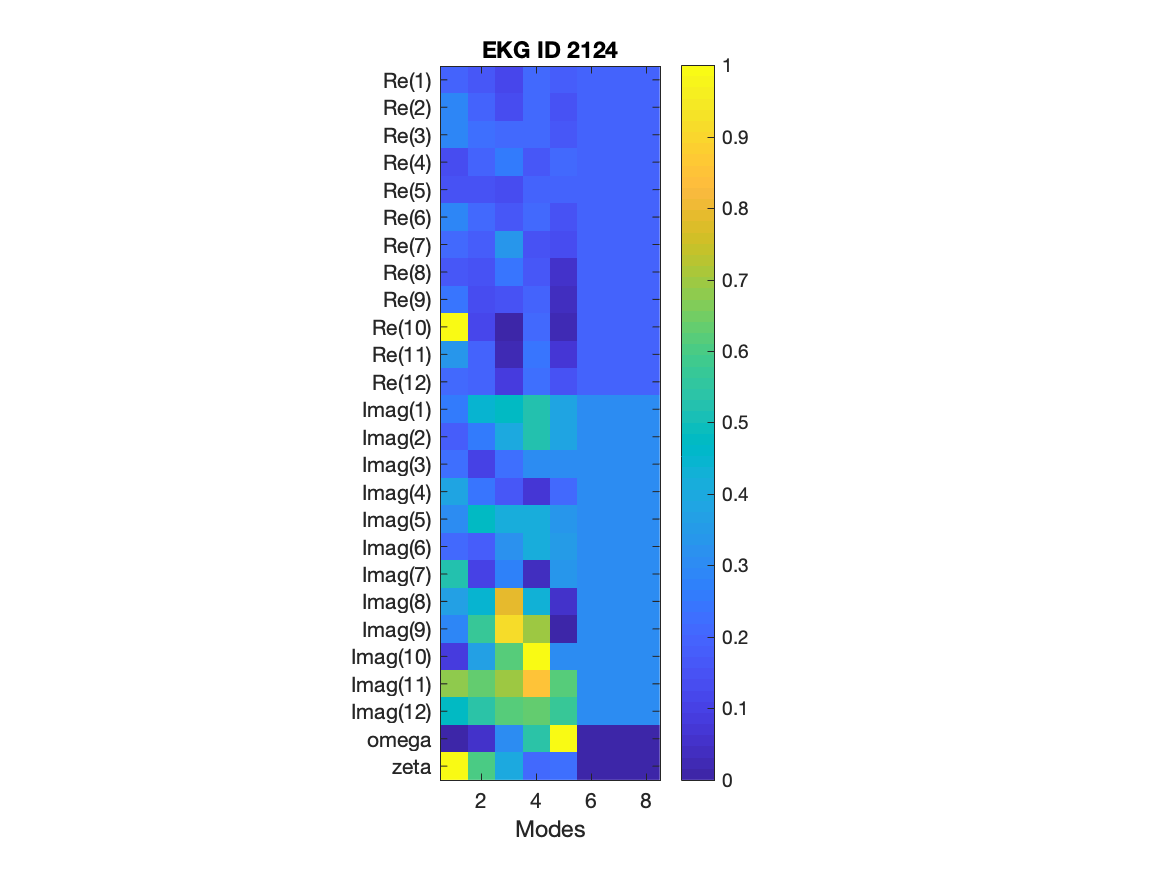 EKG ID 2124
Re(1)
Re(2)
Re(3)
Re(4)
Re(5)
Re(6)
Re(7)
Re(8)
Re(9)
Re(10)
Re(11)
Re(12)
Imag(1)
Imag(2)
Imag(3)
Imag(4)
Imag(5)
Imag(6)
Imag(7)
Imag(8)
Imag(9)
Imag(10)
Imag(11)
Imag(12)
omega
zeta
2 4 6 8
Modes
1
0.9
0.8
0.7
0.6
0.5
0.4
0.3
0.2
0.1
0